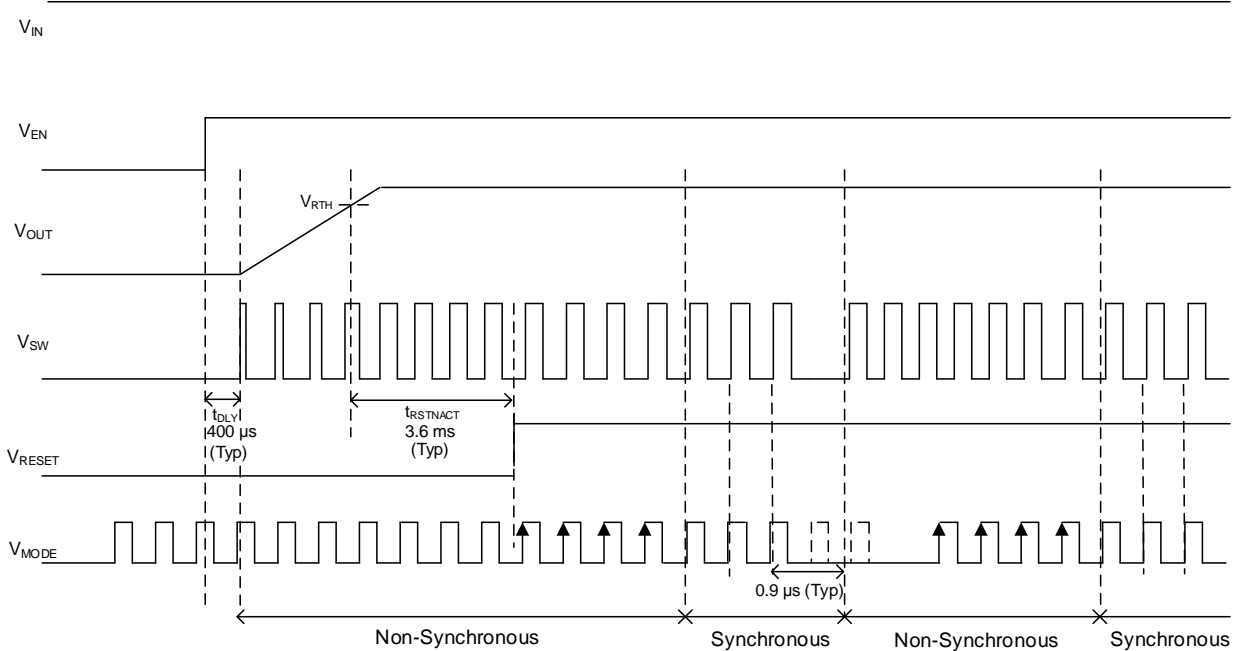 VIN
VEN
VRTH
VOUT
VSW
tDLY
400 µs
(Typ)
tRSTNACT
3.6 ms
(Typ)
VRESET
VMODE
0.9 µs (Typ)
Non-Synchronous
Synchronous
Non-Synchronous
Synchronous